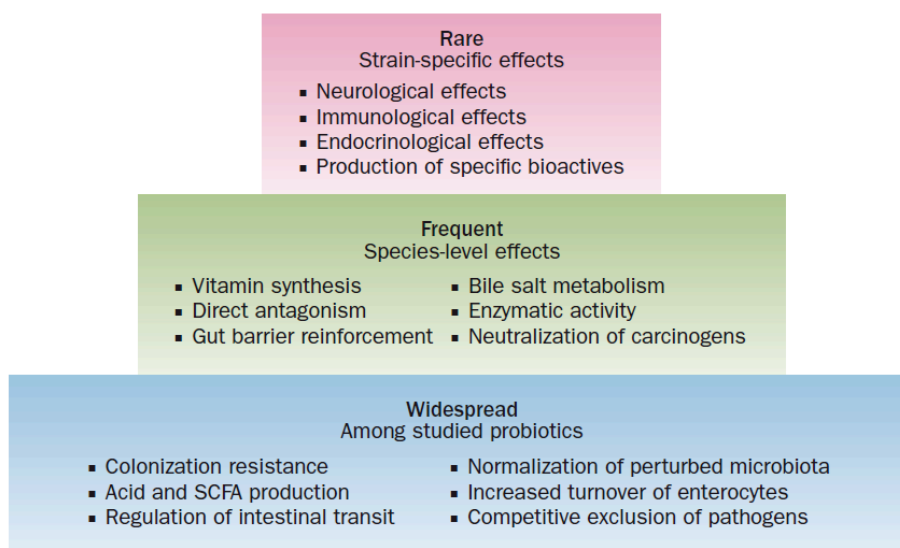 Rare
Strain-specific effects
▪ Neurological effects
▪ Immunological effects
▪ Endocrinological effects
▪ Production of specific bioactives
Frequent
Species-level effects
▪ Vitamin synthesis
▪ Direct antagonism
▪ Gut barrier reinforcement
▪ Bile salt metabolism
▪ Enzymatic activity
▪ Neutralization of carcinogens
Widespread
Among studied probiotics
▪ Colonization resistance
▪ Acid and SCFA production
▪ Regulation of intestinal transit
▪ Normalization of perturbed microbiota
▪ Increased turnover of enterocytes
▪ Competitive exclusion of pathogens